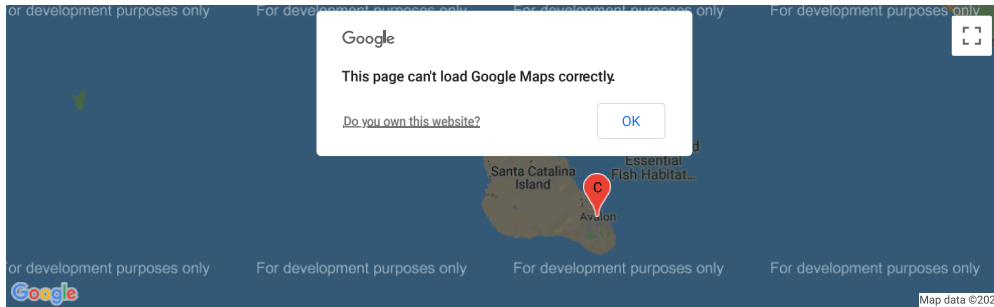 or development purposes only
For development purposes only
For development purposes only
For development purposes only
Google
This page can't load Google Maps correctly.
Do you own this website?
OK
d
Essential
Fish Habitat...
Santa Catalina
Island
C
Avalon
or development purposes only
For development purposes only
For development purposes only
For development purposes only
Google
Map data ©202